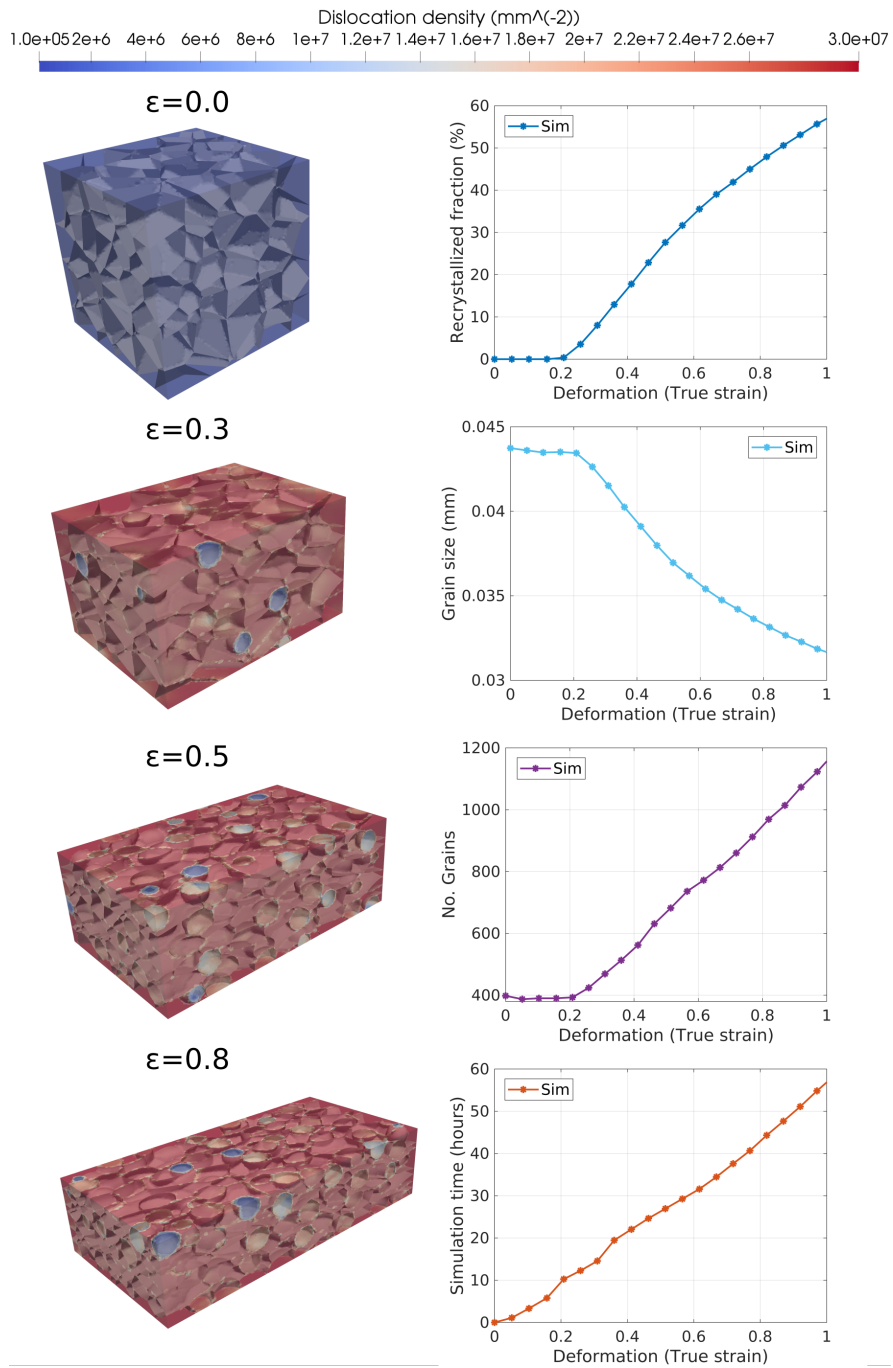 Dislocation density (mm^(-2))
1.0e+05 2e+6 4e+6 6e+6 8e+6 1e+7 1.2e+7 1.4e+7 1.6e+7 1.8e+7 2e+7 2.2e+7 2.4e+7 2.6e+7 3.0e+07
ε=0.0
60
50
40
30
20
10
0
Recrystallized fraction (%)
Sim
0 0.2 0.4 0.6 0.8 1
Deformation (True strain)
ε=0.3
0.045
0.04
0.035
0.03
Grain size (mm)
Sim
0 0.2 0.4 0.6 0.8 1
Deformation (True strain)
ε=0.5
1200
1000
800
600
400
No. Grains
Sim
0 0.2 0.4 0.6 0.8 1
Deformation (True strain)
ε=0.8
60
50
40
30
20
10
0
Simulation time (hours)
Sim
0 0.2 0.4 0.6 0.8 1
Deformation (True strain)